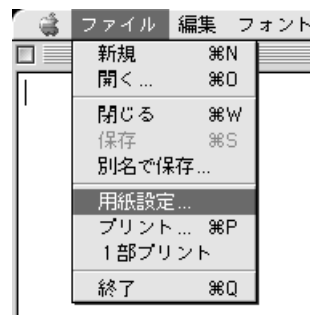 ファイル 編集 フォント
新規 ⌘N
開く... ⌘O
閉じる ⌘W
保存 ⌘S
別名で保存...
用紙設定...
プリント... ⌘P
1部プリント
終了 ⌘Q